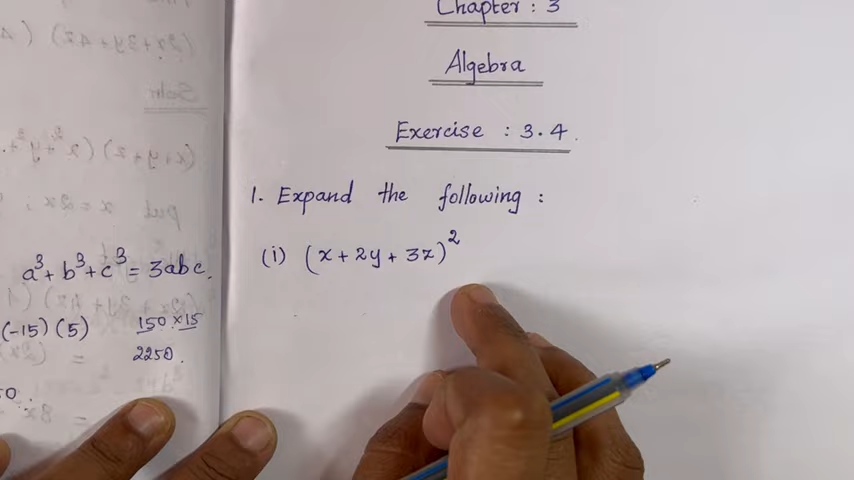 Chapter : 3
Algebra
Exercise : 3.4.
1. Expand the following :
(i) (x + 2y + 3z)²
a³ + b³ + c³ = 3abc.
(-15) (5) 150 × 15
2250.